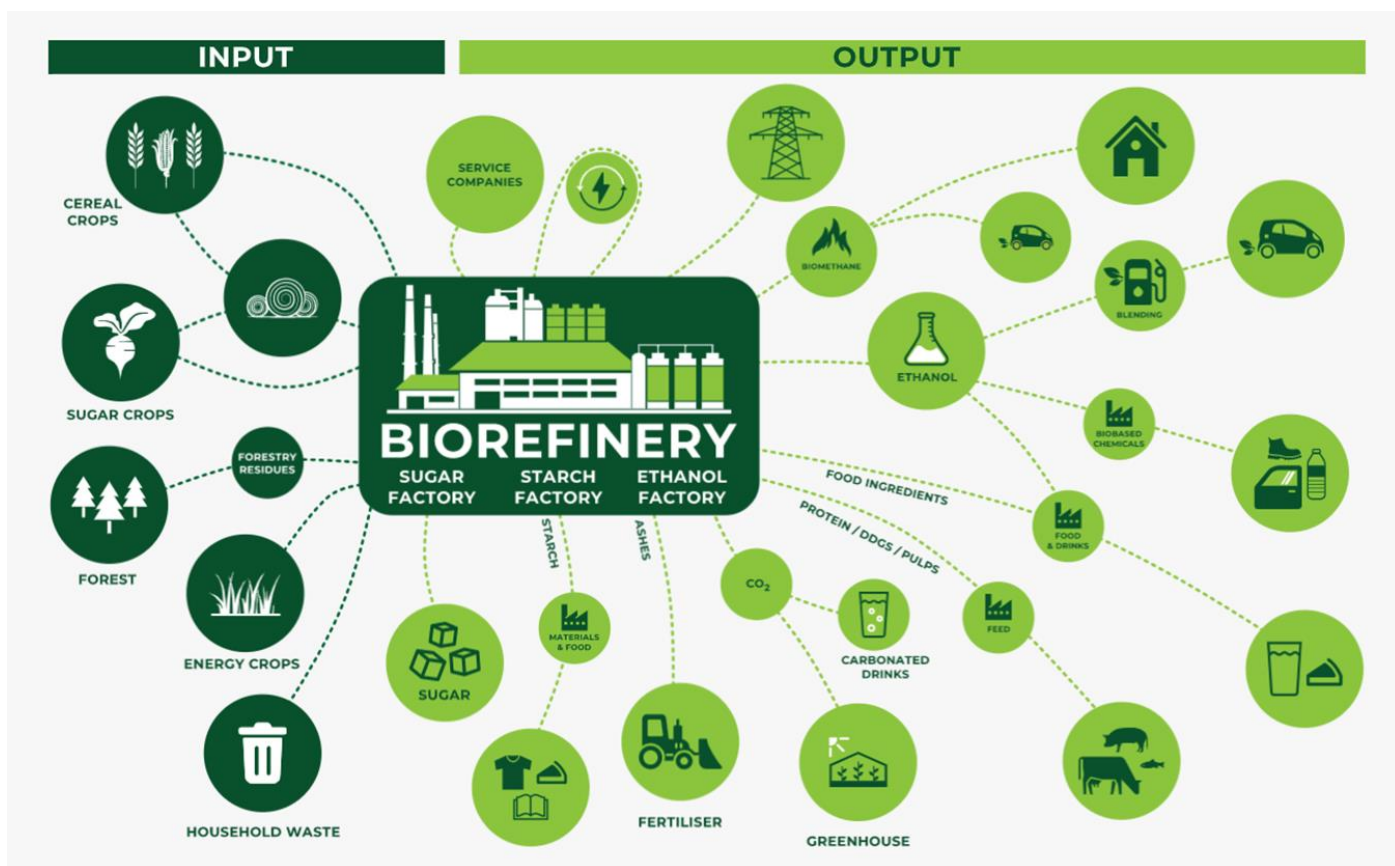 INPUT
OUTPUT
CEREAL
CROPS
SUGAR CROPS
FORESTRY
RESIDUES
FOREST
ENERGY CROPS
HOUSEHOLD WASTE
SERVICE
COMPANIES
BIOREFINERY
SUGAR
FACTORY
STARCH
FACTORY
ETHANOL
FACTORY
BIOMETHANE
BLENDING
ETHANOL
BIOBASED
CHEMICALS
FOOD INGREDIENTS
FOOD
& DRINKS
PROTEIN / DDGS / PULPS
FEED
STARCH
ASHES
CO₂
CARBONATED
DRINKS
MATERIALS
& FOOD
SUGAR
FERTILISER
GREENHOUSE